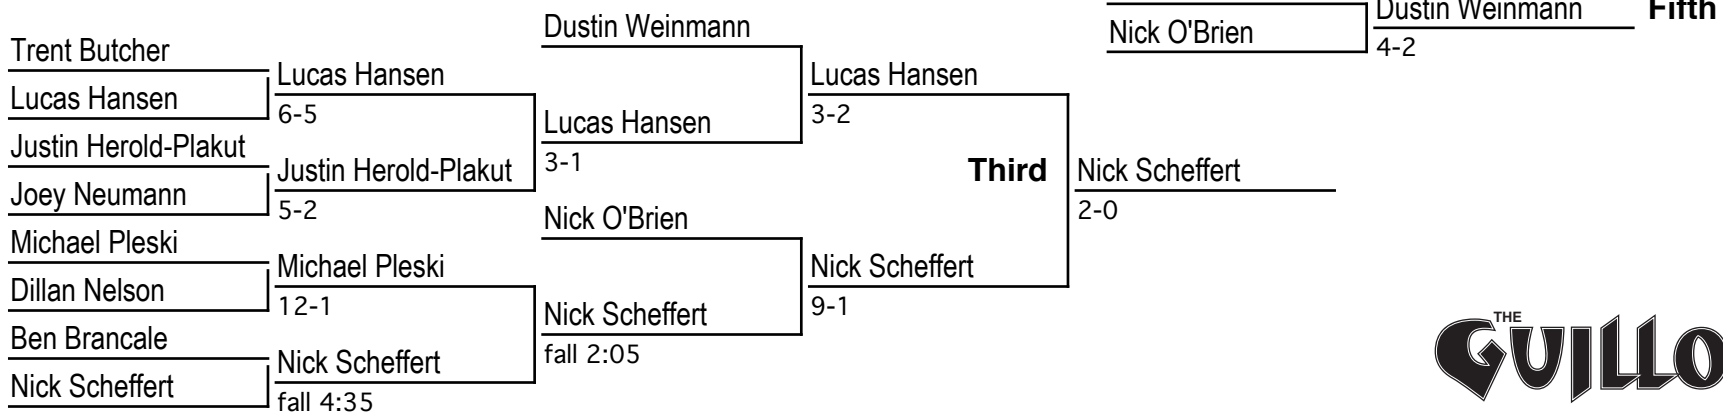 Trent Butcher
Lucas Hansen
Justin Herold-Plakut
Joey Neumann
Michael Pleski
Dillan Nelson
Ben Brancale
Nick Scheffert
Lucas Hansen
6-5
Justin Herold-Plakut
5-2
Michael Pleski
12-1
Nick Scheffert
fall 4:35
Dustin Weinmann
Lucas Hansen
3-1
Nick O'Brien
Nick Scheffert
fall 2:05
Lucas Hansen
3-2
Third
Nick Scheffert
9-1
Nick Scheffert
2-0
Nick O'Brien
Dustin Weinmann
Fifth
4-2
THE
GUILLO